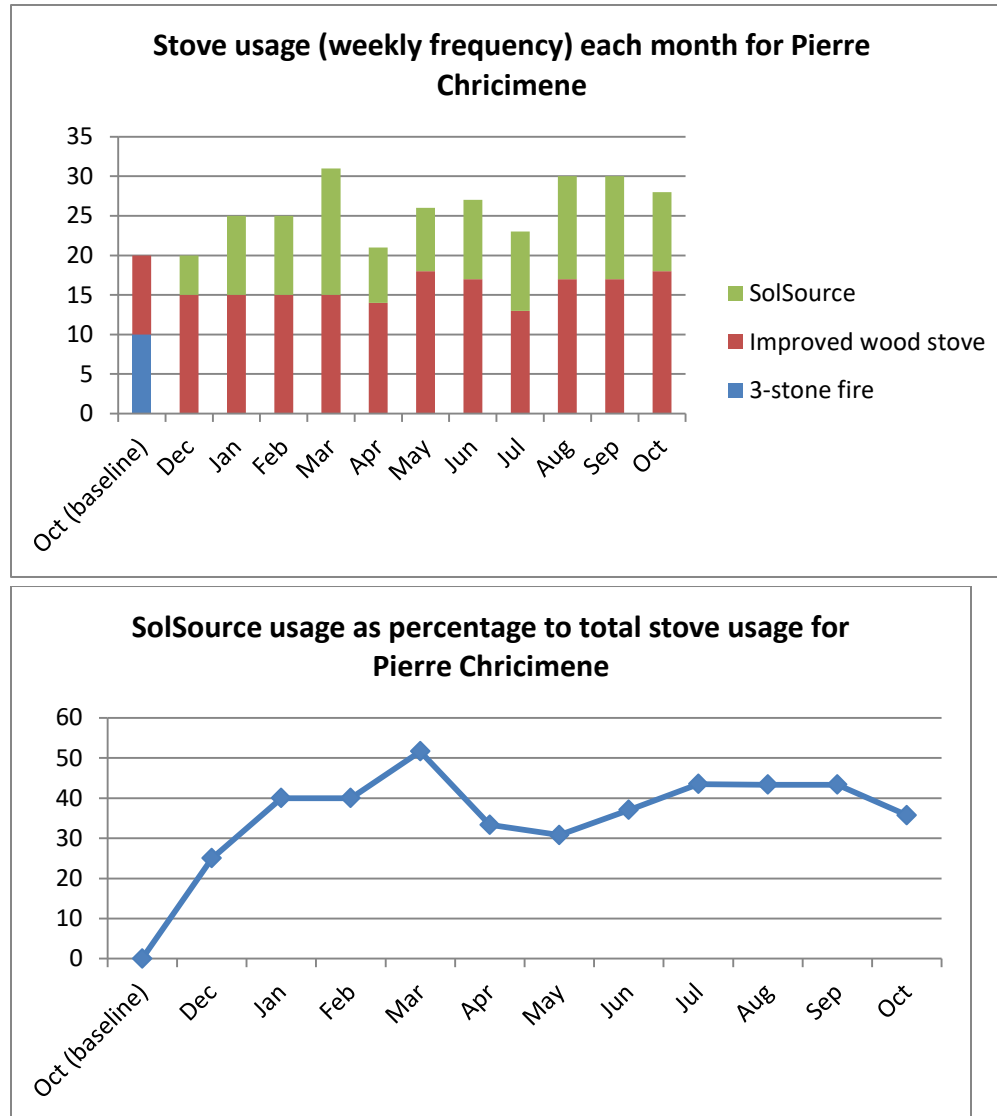 Stove usage (weekly frequency) each month for Pierre
Chricimene
35
30
25
20
15
10
5
0
Oct (baseline)
Dec
Jan
Feb
Mar
Apr
May
Jun
Jul
Aug
Sep
Oct
SolSource
Improved wood stove
3-stone fire
SolSource usage as percentage to total stove usage for
Pierre Chricimene
60
50
40
30
20
10
0
Oct (baseline)
Dec
Jan
Feb
Mar
Apr
May
Jun
Jul
Aug
Sep
Oct